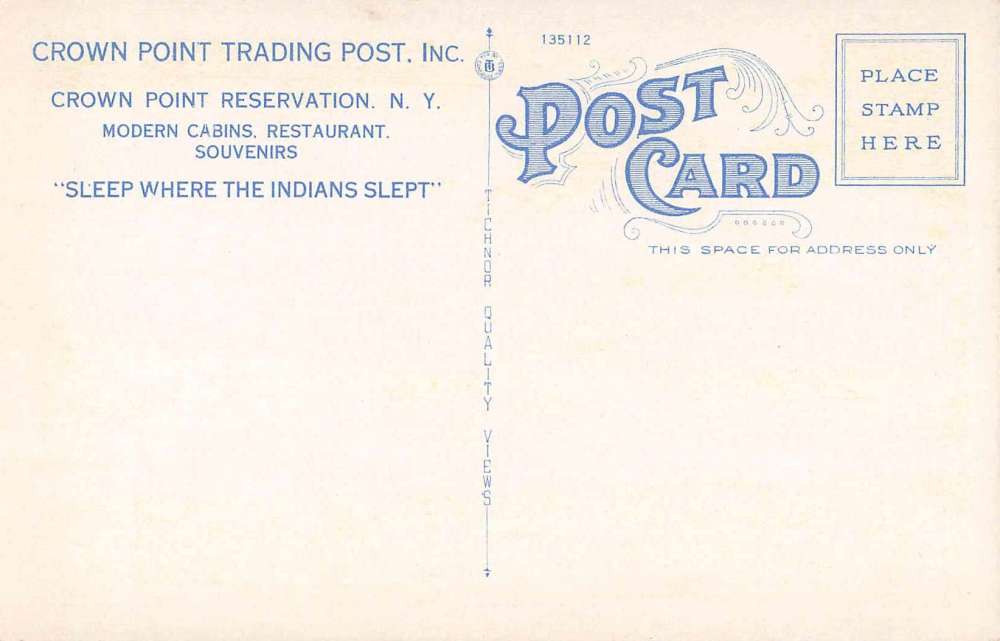 CROWN POINT TRADING POST, INC.
CROWN POINT RESERVATION. N. Y.
MODERN CABINS, RESTAURANT.
SOUVENIRS
"SLEEP WHERE THE INDIANS SLEPT"
TICHNOR QUALITY VIEWS
135112
POST
CARD
THIS SPACE FOR ADDRESS ONLY
PLACE
STAMP
HERE